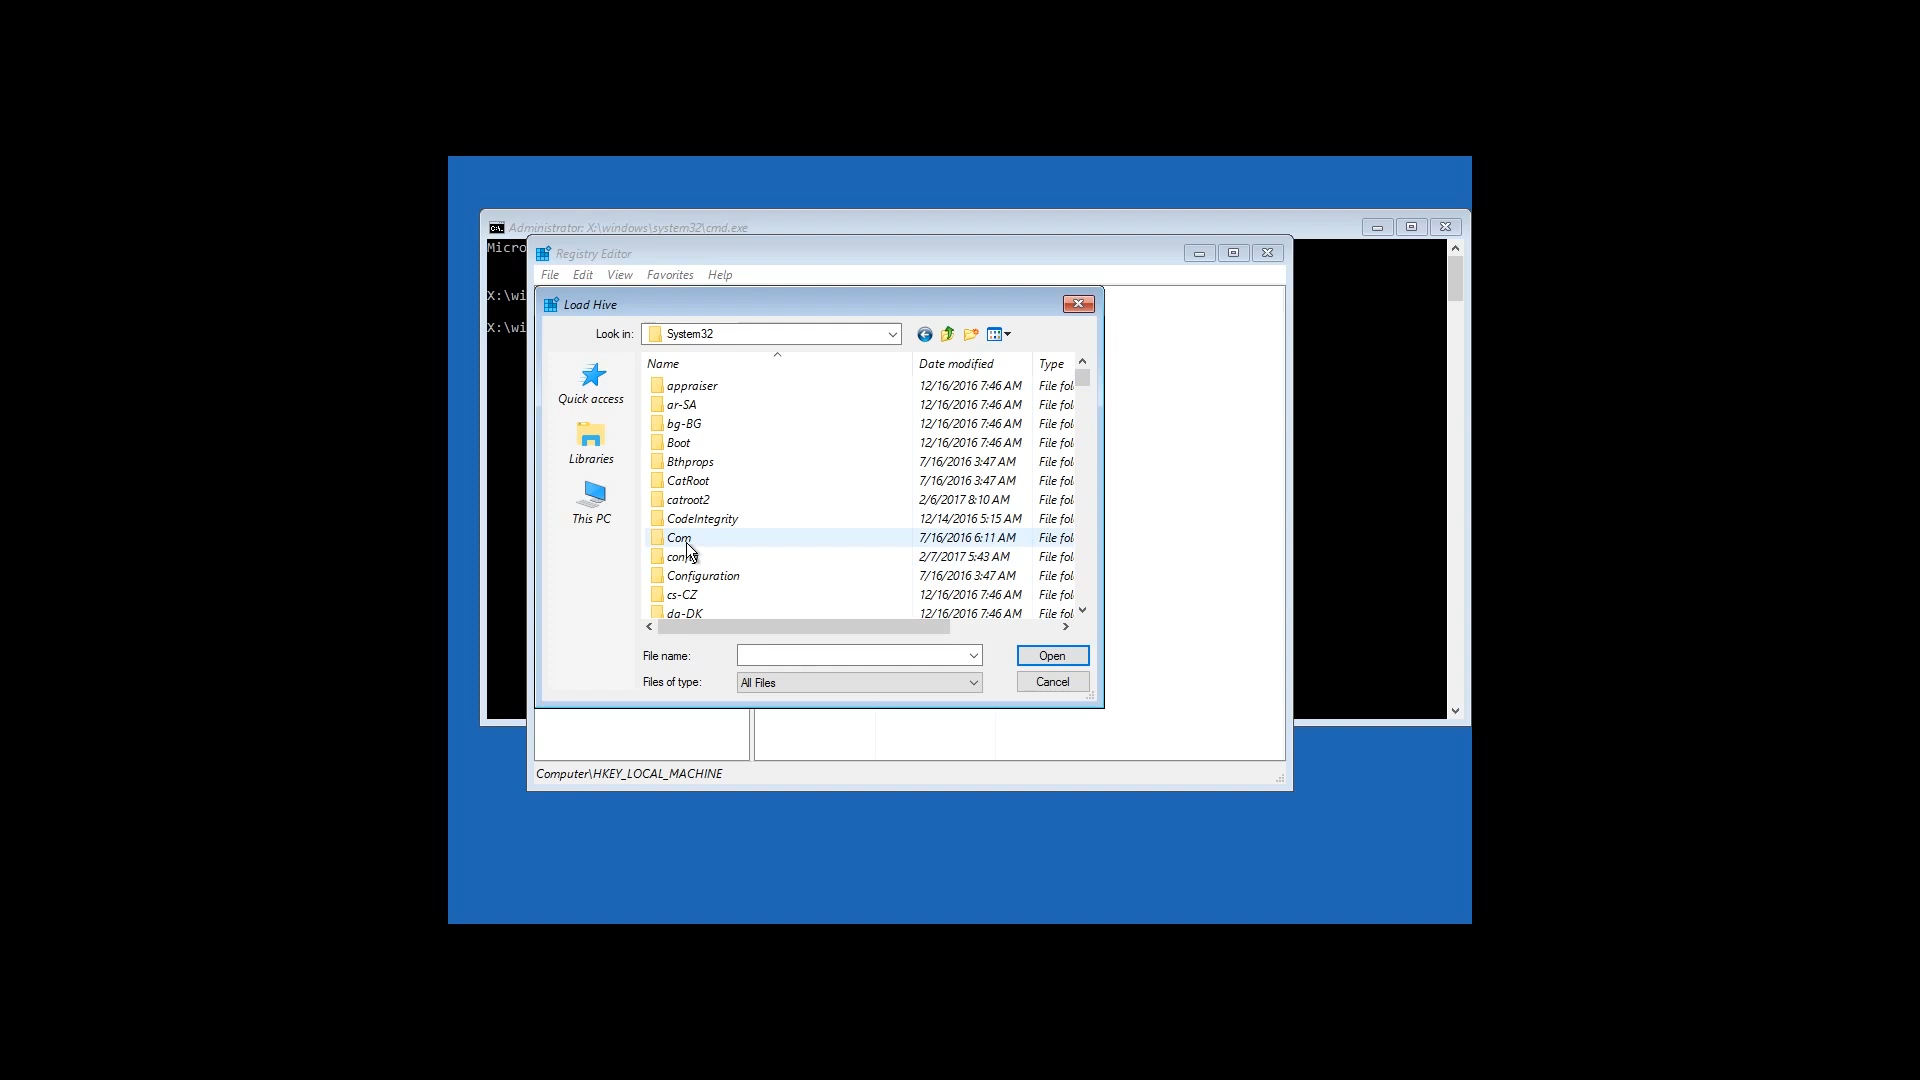 Administrator: X:\windows\system32\cmd.exe
Micro
X:\wi
X:\wi
Registry Editor
File Edit View Favorites Help
Load Hive
Look in: System32
Quick access
Libraries
This PC
Name Date modified Type
appraiser 12/16/2016 7:46 AM File fol
ar-SA 12/16/2016 7:46 AM File fol
bg-BG 12/16/2016 7:46 AM File fol
Boot 12/16/2016 7:46 AM File fol
Bthprops 7/16/2016 3:47 AM File fol
CatRoot 7/16/2016 3:47 AM File fol
catroot2 2/6/2017 8:10 AM File fol
CodeIntegrity 12/14/2016 5:15 AM File fol
Com 7/16/2016 6:11 AM File fol
2/7/2017 5:43 AM File fol
Configuration 7/16/2016 3:47 AM File fol
cs-CZ 12/16/2016 7:46 AM File fol
da-DK 12/16/2016 7:46 AM File fol
File name: Open
Files of type: All Files Cancel
Computer\HKEY_LOCAL_MACHINE